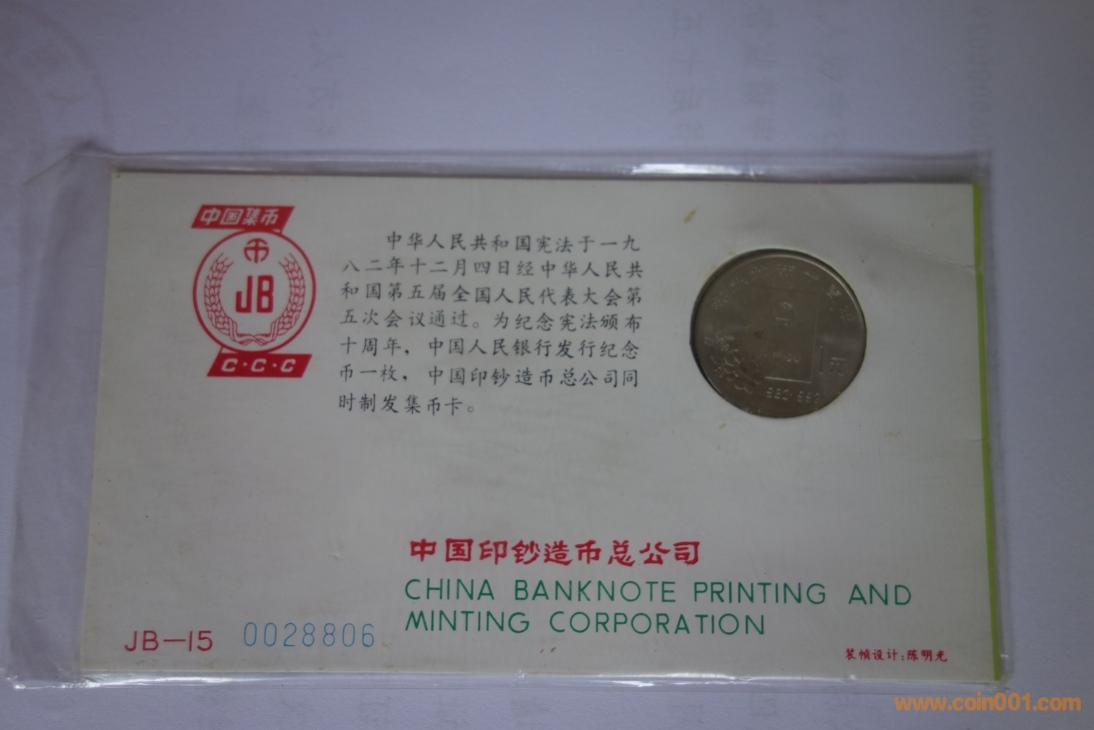 中国集币
币
JB
C·C·C
中华人民共和国宪法于一九
八二年十二月四日经中华人民共
和国第五届全国人民代表大会第
五次会议通过。为纪念宪法颁布
十周年，中国人民银行发行纪念
币一枚，中国印钞造币总公司同
时制发集币卡。
1元
1982-1992
中国印钞造币总公司
CHINA BANKNOTE PRINTING AND
MINTING CORPORATION
JB—15 0028806
装帧设计：陈明光
www.coin001.com